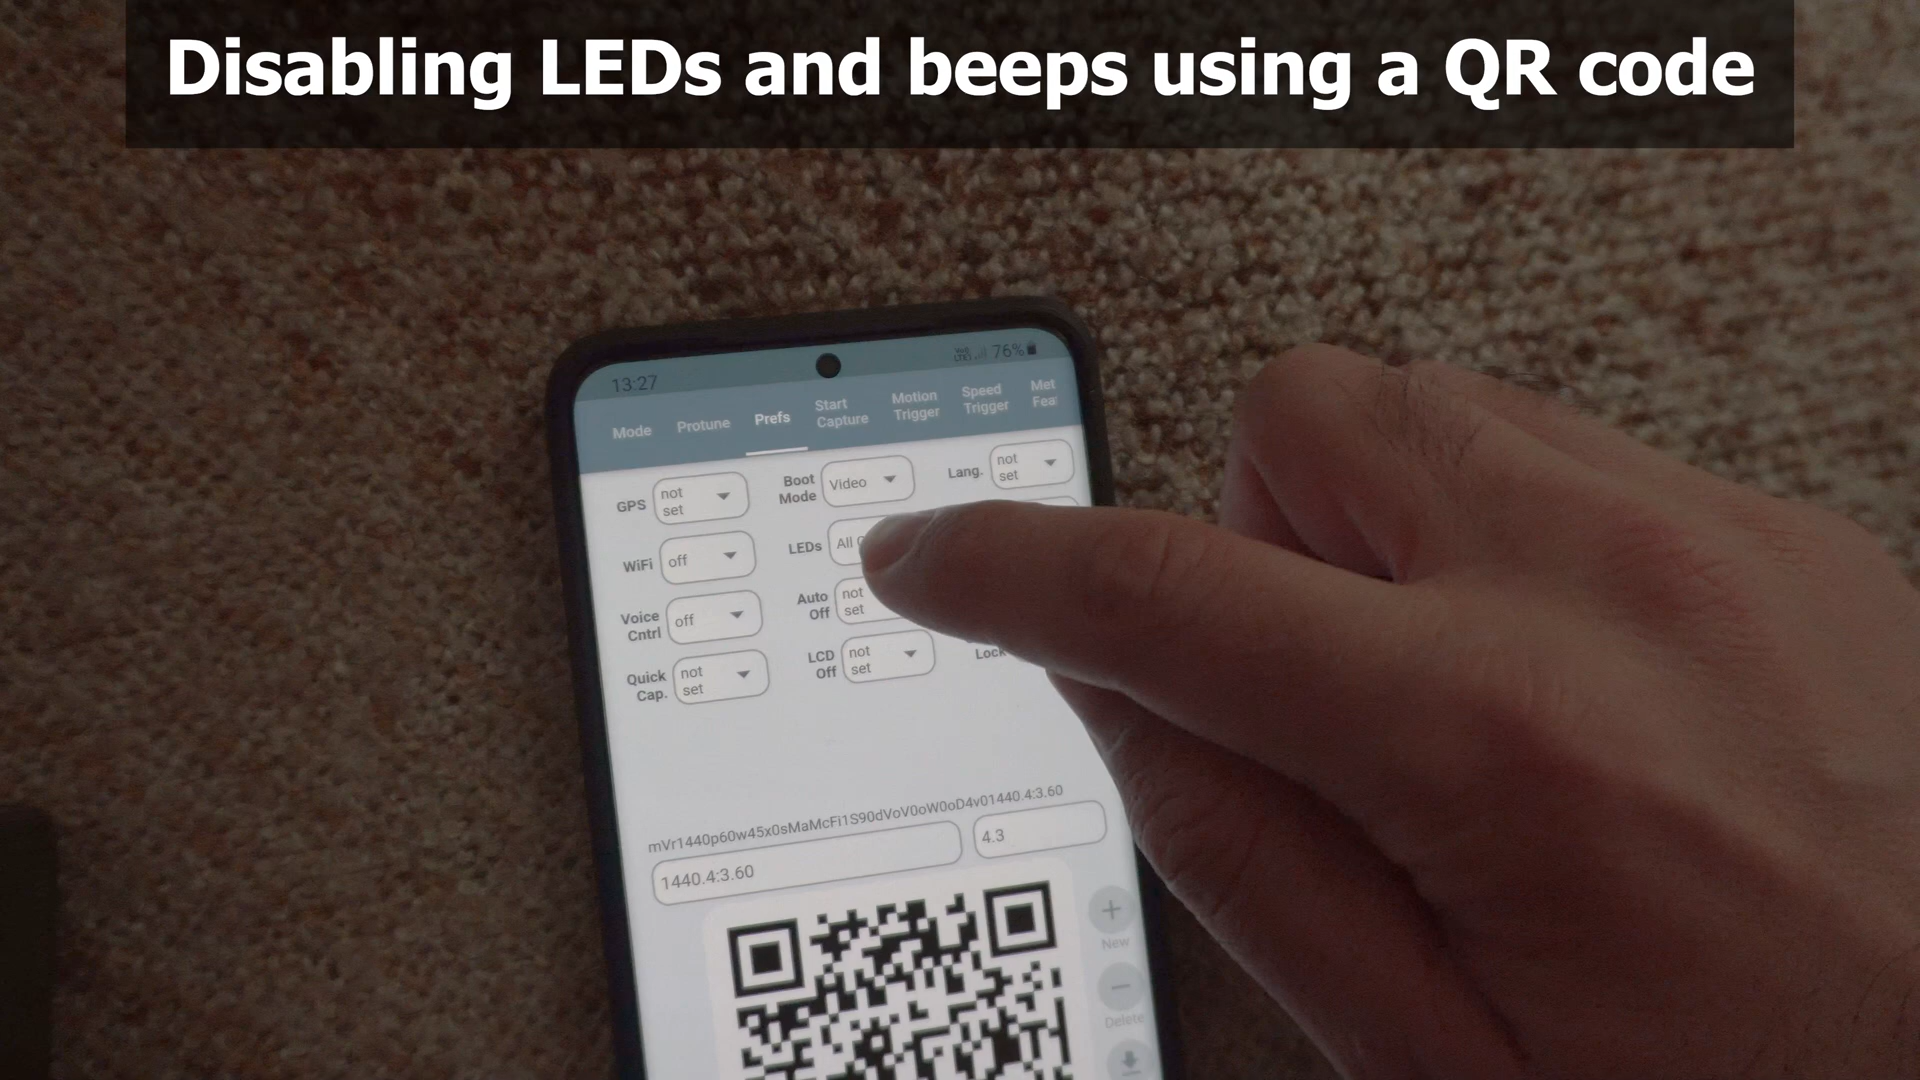 Disabling LEDs and beeps using a QR code
13:27
76%
Mode
Protune
Prefs
Start
Capture
Motion
Trigger
Speed
Trigger
Met
Fea
GPS
not
set
Boot
Mode
Video
Lang.
not
set
WiFi
off
LEDs
All
Voice
Cntrl
off
Auto
Off
not
set
Quick
Cap.
not
set
LCD
Off
not
set
Lock
mVr1440p60w45x0sMaMcFi1S90dVoV0oW0oD4v01440.4:3.60
1440.4:3.60
4.3
New
Delete